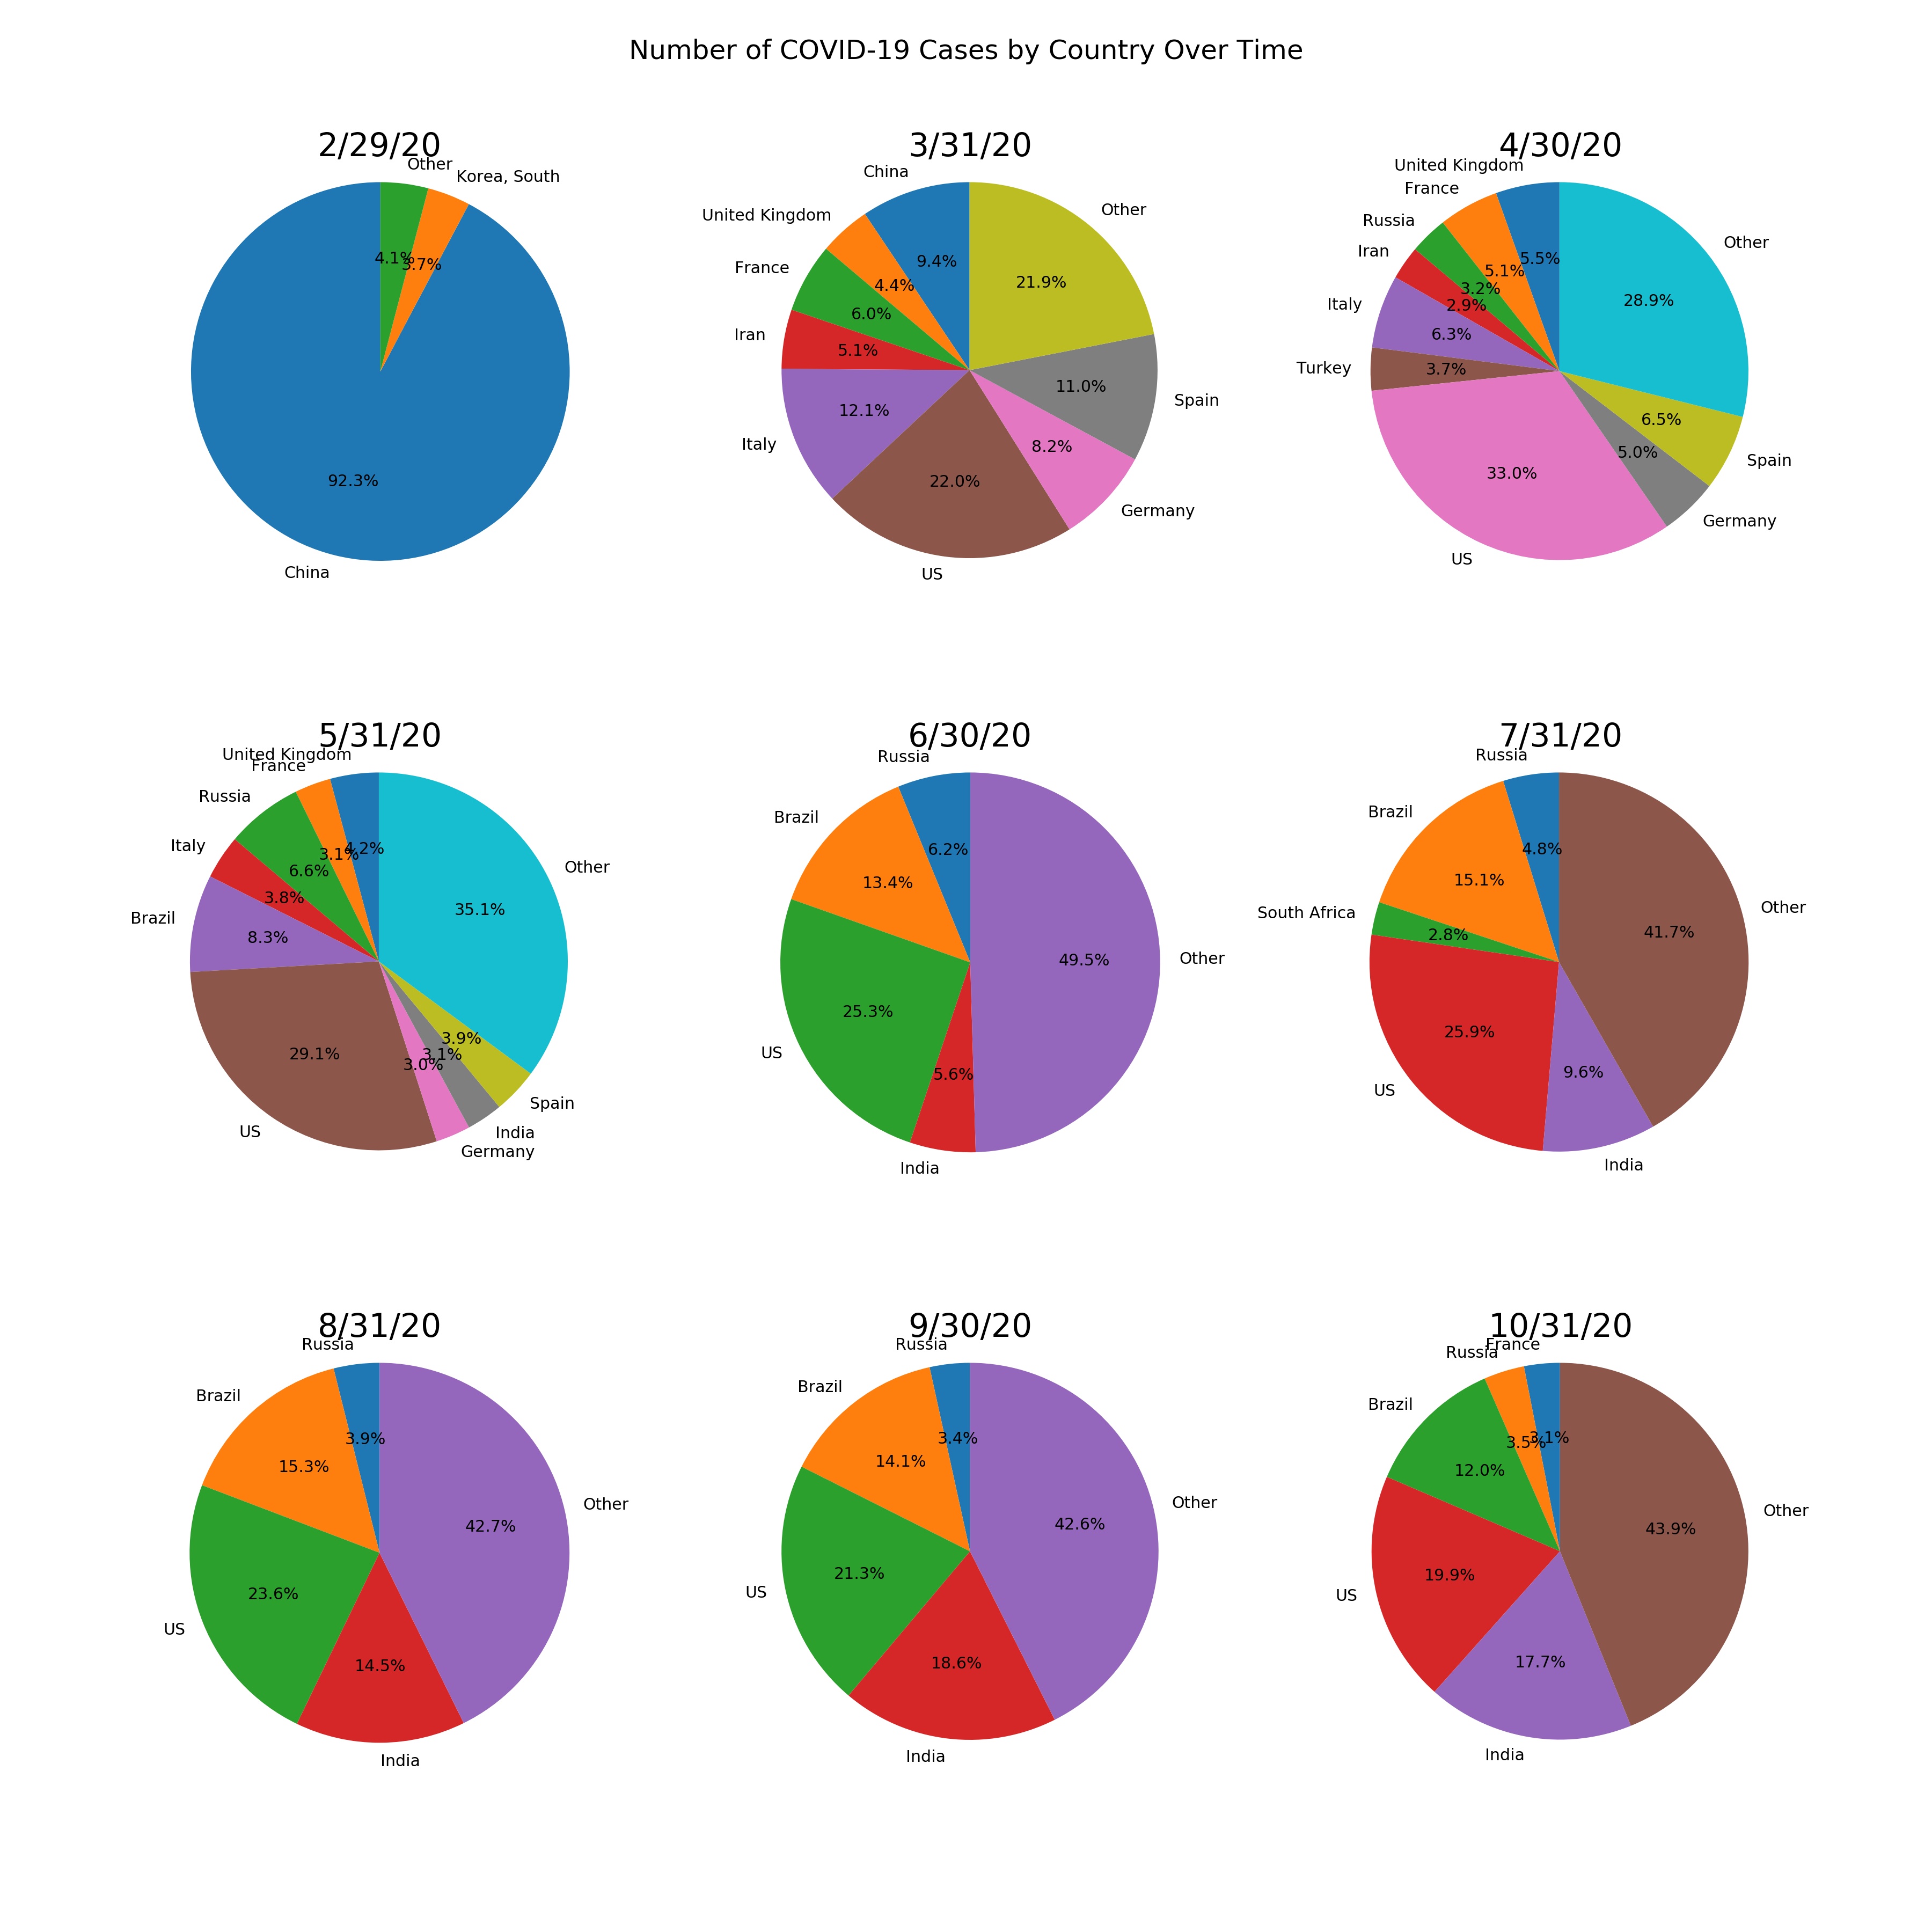 Number of COVID-19 Cases by Country Over Time
2/29/20
Other
Korea, South
4.1%
3.7%
92.3%
China
3/31/20
China
United Kingdom
France
Iran
Italy
US
Germany
Spain
Other
9.4%
4.4%
6.0%
5.1%
12.1%
22.0%
8.2%
11.0%
21.9%
4/30/20
United Kingdom
France
Russia
Iran
Italy
Turkey
US
Germany
Spain
Other
5.5%
5.1%
3.2%
2.9%
6.3%
3.7%
33.0%
5.0%
6.5%
28.9%
5/31/20
United Kingdom
France
Russia
Italy
Brazil
US
Germany
India
Spain
Other
4.2%
3.1%
6.6%
3.8%
8.3%
29.1%
3.0%
3.1%
3.9%
35.1%
6/30/20
Russia
Brazil
US
India
Other
6.2%
13.4%
25.3%
5.6%
49.5%
7/31/20
Russia
Brazil
South Africa
US
India
Other
4.8%
15.1%
2.8%
25.9%
9.6%
41.7%
8/31/20
Russia
Brazil
US
India
Other
3.9%
15.3%
23.6%
14.5%
42.7%
9/30/20
Russia
Brazil
US
India
Other
3.4%
14.1%
21.3%
18.6%
42.6%
10/31/20
France
Russia
Brazil
US
India
Other
3.1%
3.5%
12.0%
19.9%
17.7%
43.9%